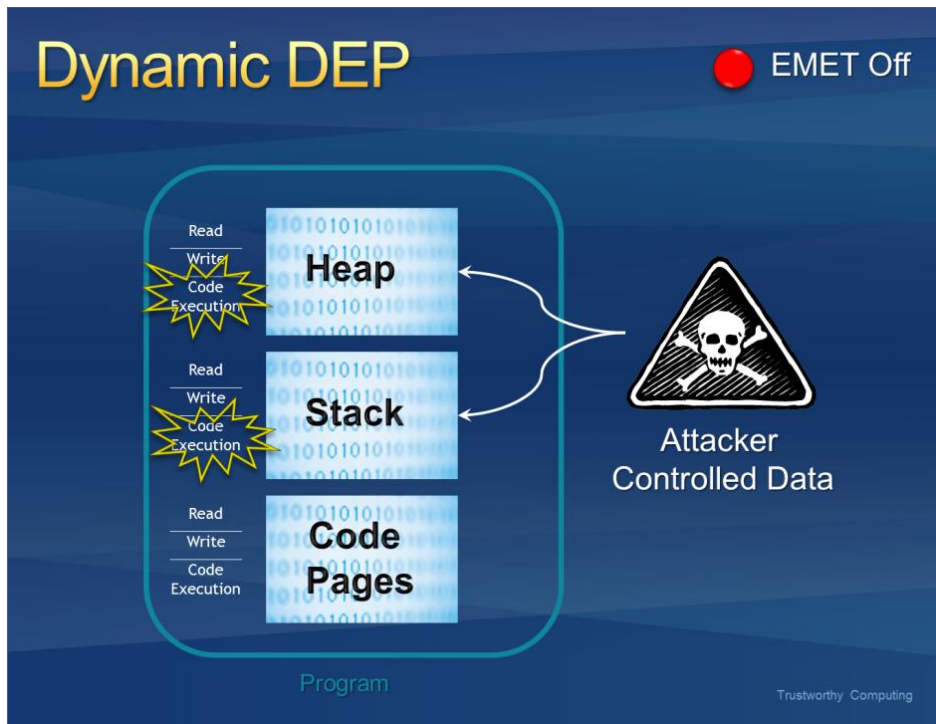 Dynamic DEP
EMET Off
Read
Write
Code
Execution
Heap
Read
Write
Code
Execution
Stack
Read
Write
Code
Execution
Code
Pages
Attacker
Controlled Data
Program
Trustworthy Computing